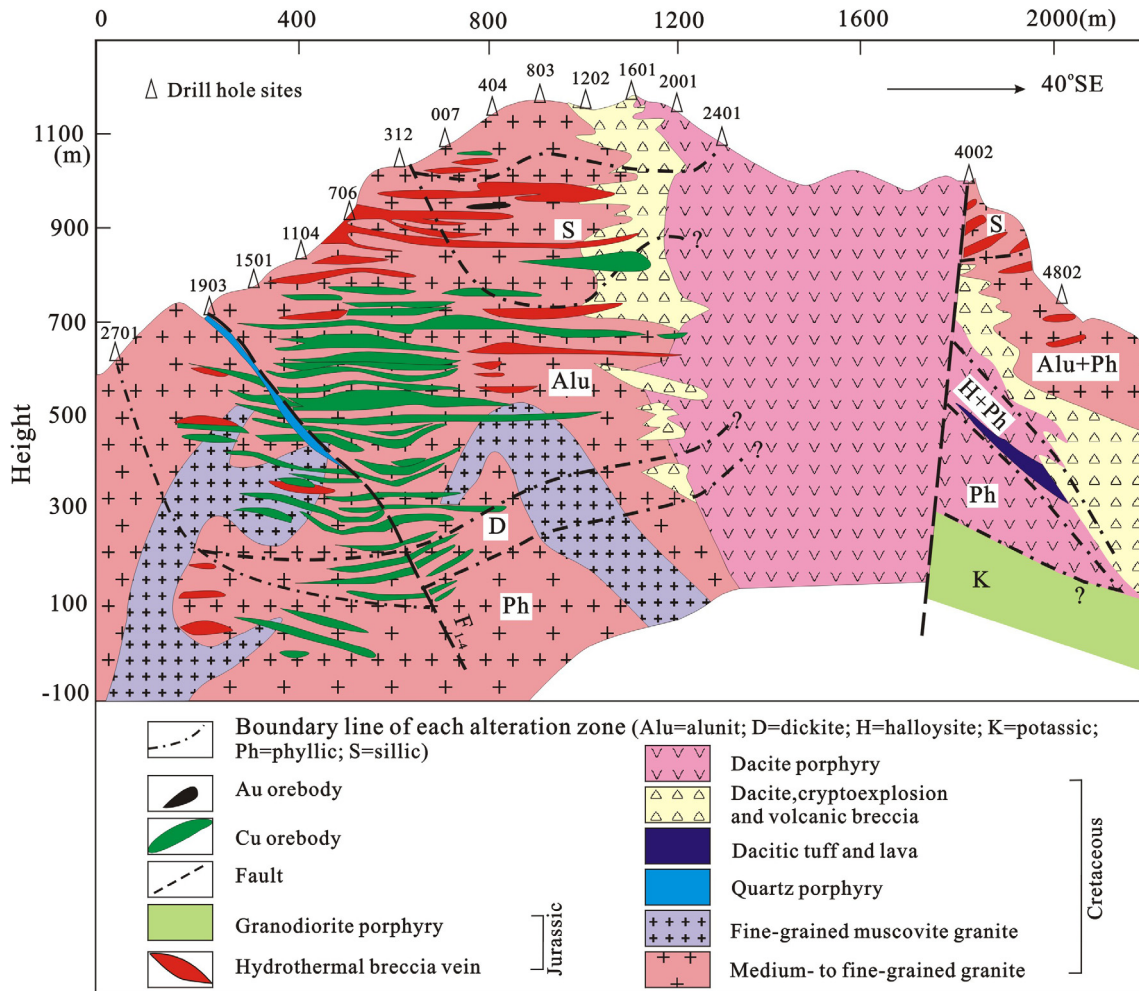 0 400 800 1200 1600 2000(m)
Drill hole sites
40°SE
404 803 1202 1601 2001 2401
312 007
706
1104
1501
1903
2701
4002
4802
1100
(m)
900
700
500
300
100
-100
Height
S
S
Alu
Alu+Ph
H+Ph
Ph
D
Ph
K
?
?
?
?
Boundary line of each alteration zone (Alu=alunit; D=dickite; H=halloysite; K=potassic;
Ph=phyllic; S=sillic)
Au orebody
Cu orebody
Fault
Granodiorite porphyry
Hydrothermal breccia vein
Jurassic
Dacite porphyry
Dacite,cryptoexplosion
and volcanic breccia
Dacitic tuff and lava
Quartz porphyry
Fine-grained muscovite granite
Medium- to fine-grained granite
Cretaceous